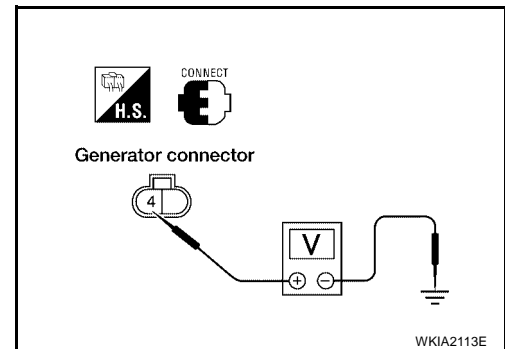 CONNECT
H.S.
Generator connector
4
V
+ −
WKIA2113E